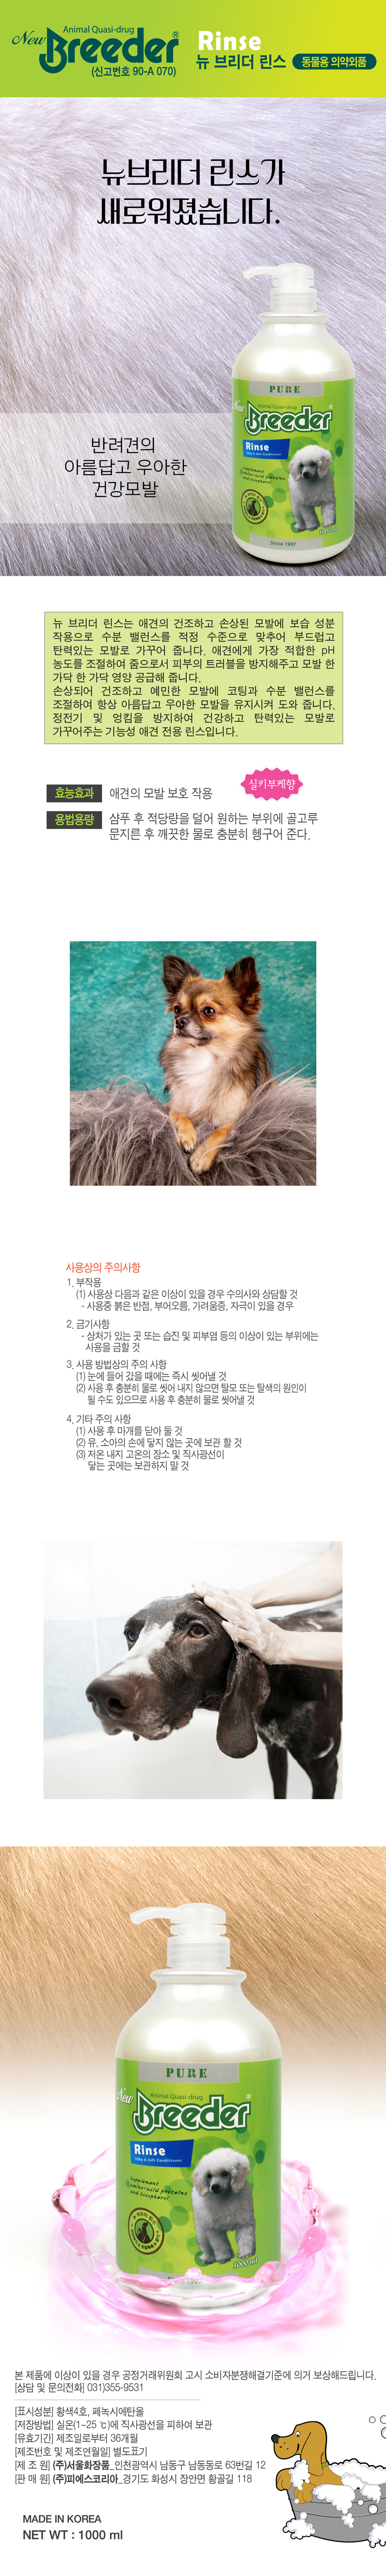 Animal Quasi-drug
New Breeder®
(신고번호 90-A 070)
Rinse
뉴 브리더 린스 동물용 의약외품
뉴브리더 린스가
새로워졌습니다.
반려견의
아름답고 우아한
건강모발
PURE
Animal Quasi-drug
New Breeder
Rinse
Silky & Soft Conditioner
Supplement
amino-acid proteins
and tocopherol
1000 ml
Since 1997
뉴 브리더 린스는 애견의 건조하고 손상된 모발에 보습 성분
작용으로 수분 밸런스를 적정 수준으로 맞추어 부드럽고
탄력있는 모발로 가꾸어 줍니다. 애견에게 가장 적합한 pH
농도를 조절하여 줌으로서 피부의 트러블을 방지해주고 모발 한
가닥 한 가닥 영양 공급해 줍니다.
손상되어 건조하고 예민한 모발에 코팅과 수분 밸런스를
조절하여 항상 아름답고 우아한 모발을 유지시켜 도와 줍니다.
정전기 및 엉킴을 방지하여 건강하고 탄력있는 모발로
가꾸어주는 기능성 애견 전용 린스입니다.
실키부케향
효능효과 애견의 모발 보호 작용
용법용량 샴푸 후 적당량을 덜어 원하는 부위에 골고루
문지른 후 깨끗한 물로 충분히 헹구어 준다.
사용상의 주의사항
1. 부작용
(1) 사용상 다음과 같은 이상이 있을 경우 수의사와 상담할 것
- 사용중 붉은 반점, 부어오름, 가려움증, 자극이 있을 경우
2. 금기사항
- 상처가 있는 곳 또는 습진 및 피부염 등의 이상이 있는 부위에는
사용을 금할 것
3. 사용 방법상의 주의 사항
(1) 눈에 들어 갔을 때에는 즉시 씻어낼 것
(2) 사용 후 충분히 물로 씻어 내지 않으면 탈모 또는 탈색의 원인이
될 수도 있으므로 사용 후 충분히 물로 씻어낼 것
4. 기타 주의 사항
(1) 사용 후 마개를 닫아 둘 것
(2) 유, 소아의 손에 닿지 않는 곳에 보관 할 것
(3) 저온 내지 고온의 장소 및 직사광선이
닿는 곳에는 보관하지 말 것
PURE
Animal Quasi-drug
New Breeder®
Rinse
Silky & Soft Conditioner
Supplement
amino-acid proteins
and tocopherol
1000 ml
본 제품에 이상이 있을 경우 공정거래위원회 고시 소비자분쟁해결기준에 의거 보상해드립니다.
[상담 및 문의전화] 031)355-9531
[표시성분] 황색4호, 페녹시에탄올
[저장방법] 실온(1~25 ℃)에 직사광선을 피하여 보관
[유효기간] 제조일로부터 36개월
[제조번호 및 제조연월일] 별도표기
[제 조 원] (주)서울화장품_인천광역시 남동구 남동동로 63번길 12
[판 매 원] (주)피에스코리아_경기도 화성시 장안면 황골길 118
MADE IN KOREA
NET WT : 1000 ml